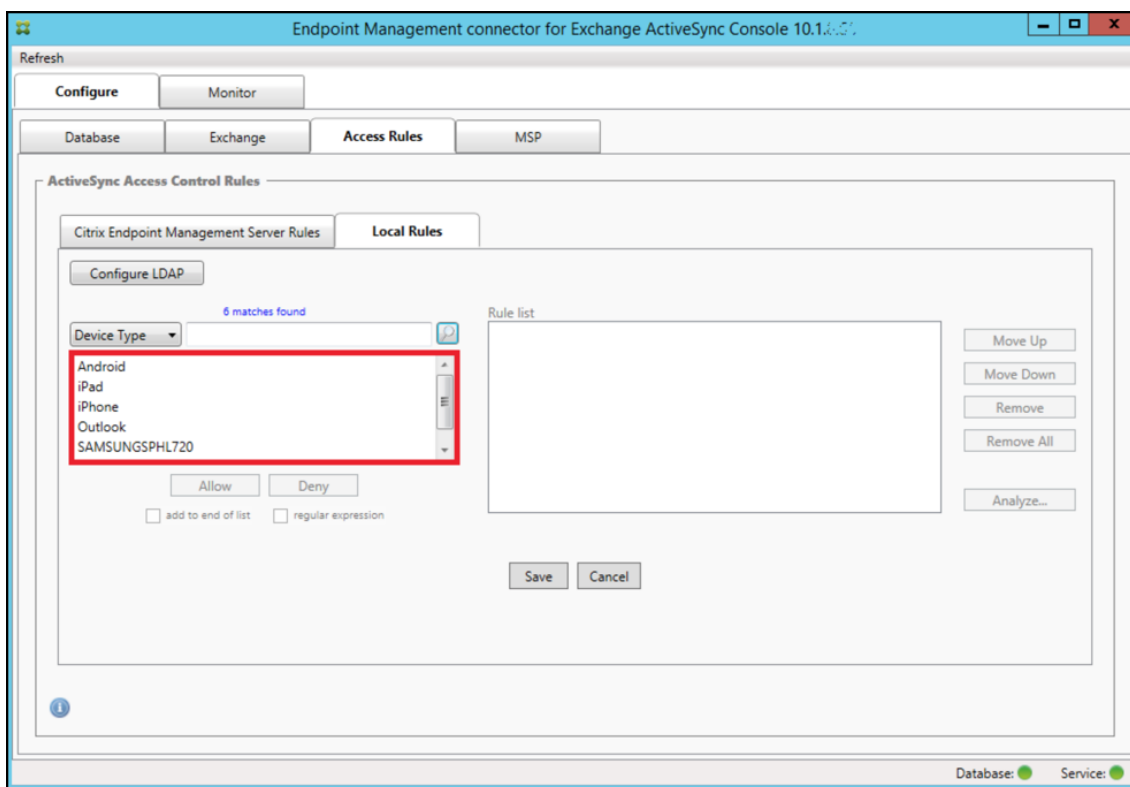 Endpoint Management connector for Exchange ActiveSync Console 10.1.
Refresh
Configure Monitor
Database Exchange Access Rules MSP
ActiveSync Access Control Rules
Citrix Endpoint Management Server Rules Local Rules
Configure LDAP
6 matches found
Rule list
Device Type
Android
iPad
iPhone
Outlook
SAMSUNGSPHL720
Move Up
Move Down
Remove
Remove All
Analyze...
Allow Deny
add to end of list regular expression
Save Cancel
Database: Service: